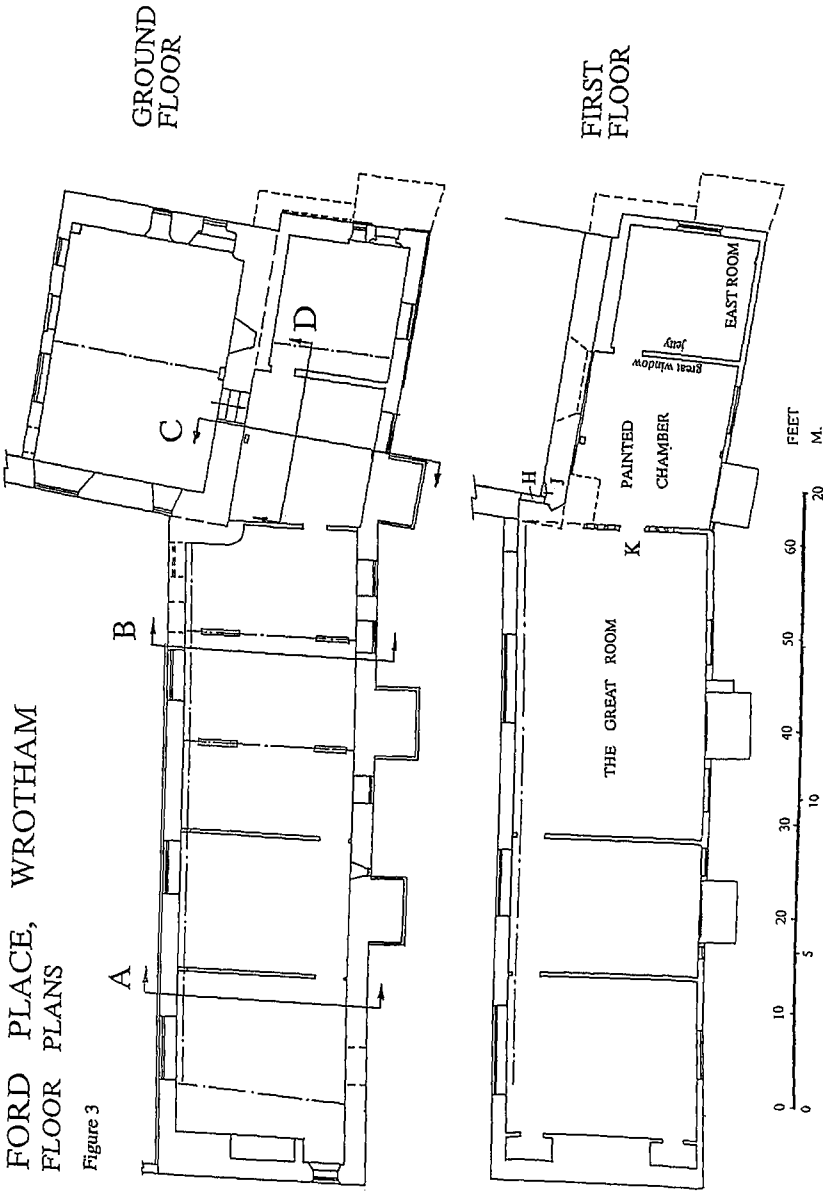 FORD PLACE, WROTHAM
FLOOR PLANS
Figure 3
GROUND
FLOOR
A
B
C
D
FIRST
FLOOR
THE GREAT ROOM
K
H
J
PAINTED
CHAMBER
great window
jetty
EAST ROOM
0 10 20 30 40 50 60 FEET
0 5 10 20 M.